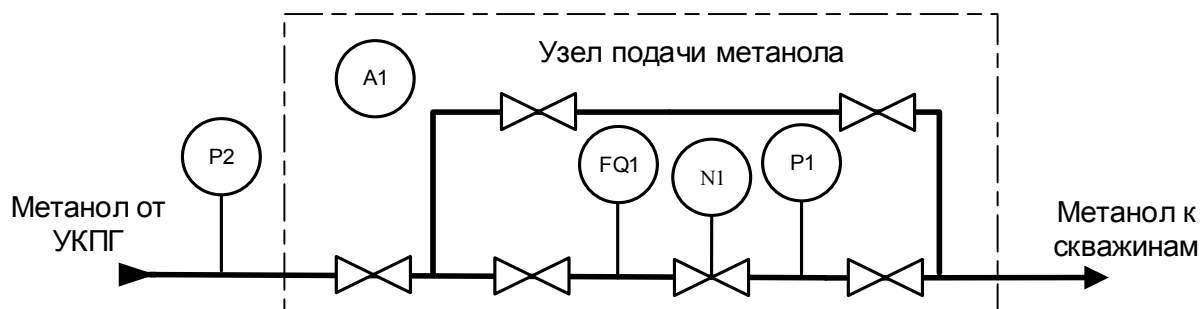 Узел подачи метанола
A1
P2
FQ1
N1
P1
Метанол от
УКПГ
Метанол к
скважинам